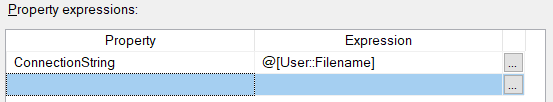 Property expressions:
Property Expression
ConnectionString @[User::Filename] ...
...